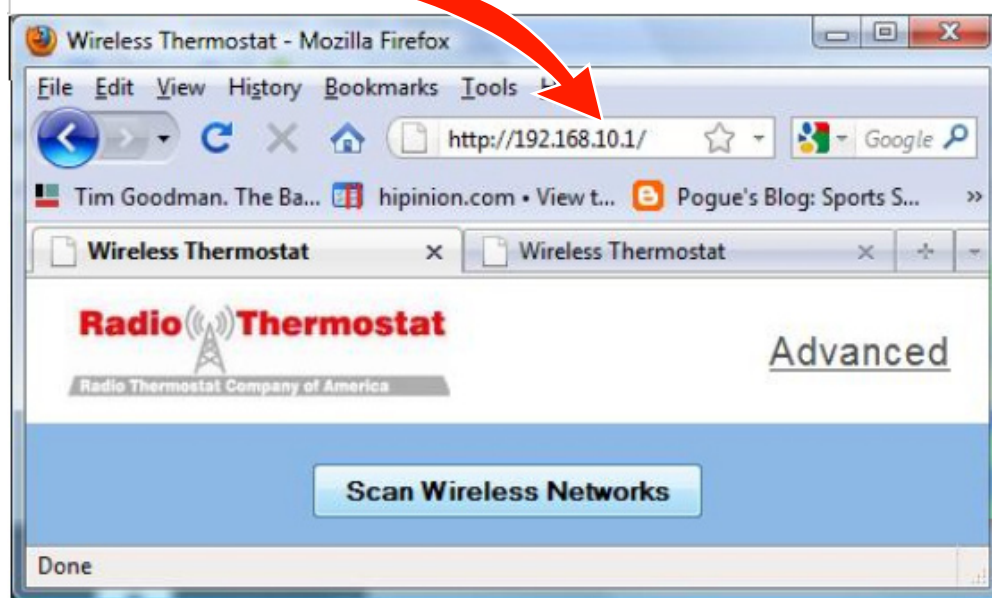 Wireless Thermostat - Mozilla Firefox
File Edit View History Bookmarks Tools
http://192.168.10.1/ Google
Tim Goodman. The Ba... hipinion.com • View t... Pogue's Blog: Sports S... »
Wireless Thermostat Wireless Thermostat
Radio Thermostat
Advanced
Radio Thermostat Company of America
Scan Wireless Networks
Done